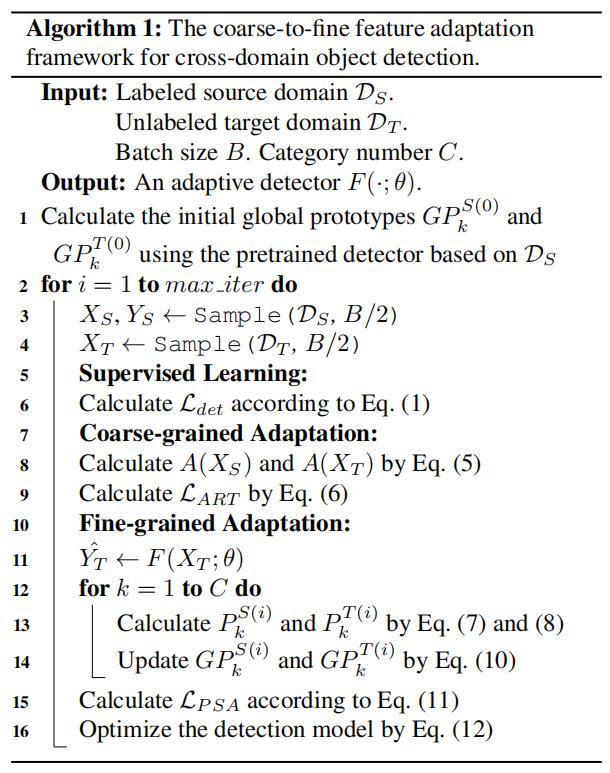 Algorithm 1: The coarse-to-fine feature adaptation
framework for cross-domain object detection.
Input: Labeled source domain $\mathcal{D}_S$.
Unlabeled target domain $\mathcal{D}_T$.
Batch size $B$. Category number $C$.
Output: An adaptive detector $F(\cdot;\theta)$.
1 Calculate the initial global prototypes $GP_k^{S(0)}$ and
$GP_k^{T(0)}$ using the pretrained detector based on $\mathcal{D}_S$
2 for $i = 1$ to $max\_iter$ do
3 $X_S, Y_S \leftarrow$ Sample($\mathcal{D}_S$, $B/2$)
4 $X_T \leftarrow$ Sample($\mathcal{D}_T$, $B/2$)
5 Supervised Learning:
6 Calculate $\mathcal{L}_{det}$ according to Eq. (1)
7 Coarse-grained Adaptation:
8 Calculate $A(X_S)$ and $A(X_T)$ by Eq. (5)
9 Calculate $\mathcal{L}_{ART}$ by Eq. (6)
10 Fine-grained Adaptation:
11 $\hat{Y_T} \leftarrow F(X_T;\theta)$
12 for $k = 1$ to $C$ do
13 Calculate $P_k^{S(i)}$ and $P_k^{T(i)}$ by Eq. (7) and (8)
14 Update $GP_k^{S(i)}$ and $GP_k^{T(i)}$ by Eq. (10)
15 Calculate $\mathcal{L}_{PSA}$ according to Eq. (11)
16 Optimize the detection model by Eq. (12)